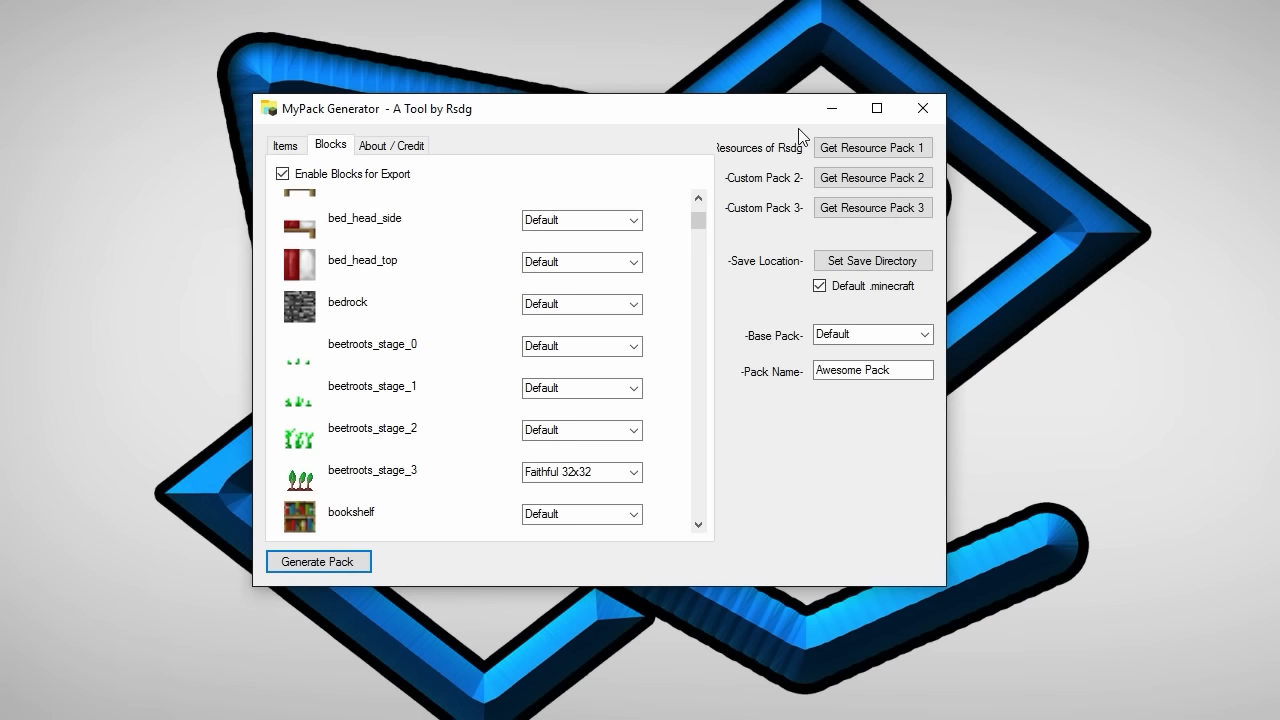 MyPack Generator - A Tool by Rsdg
Items
Blocks
About / Credit
Enable Blocks for Export
bed_head_side
Default
bed_head_top
Default
bedrock
Default
beetroots_stage_0
Default
beetroots_stage_1
Default
beetroots_stage_2
Default
beetroots_stage_3
Faithful 32x32
bookshelf
Default
Generate Pack
of Rsdg
Get Resource Pack 1
-Custom Pack 2-
Get Resource Pack 2
-Custom Pack 3-
Get Resource Pack 3
-Save Location-
Set Save Directory
Default .minecraft
-Base Pack-
Default
-Pack Name-
Awesome Pack